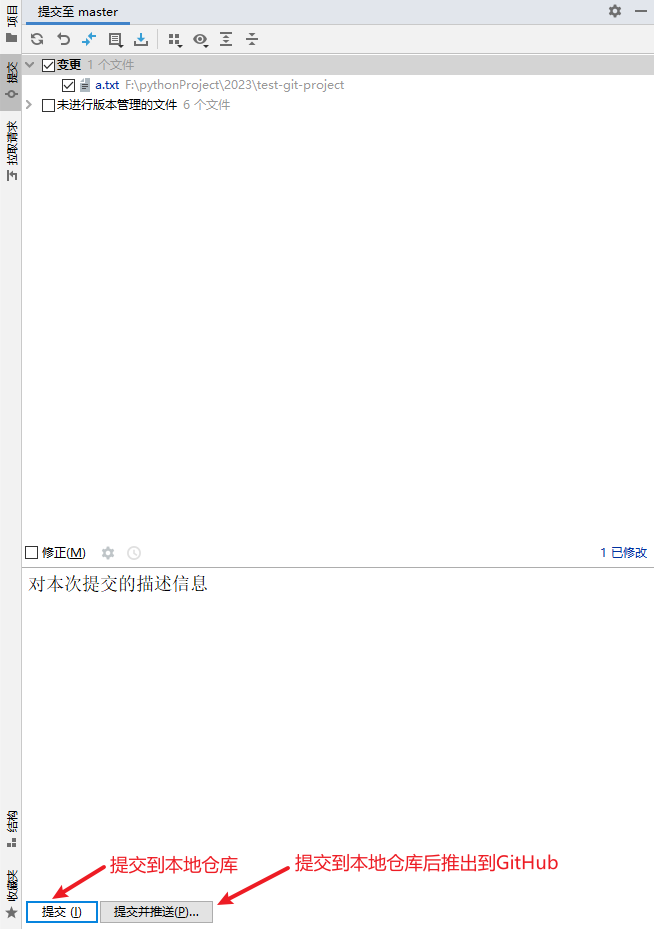 提交至 master
项目
提交
拉取请求
变更 1 个文件
a.txt F:\pythonProject\2023\test-git-project
未进行版本管理的文件 6 个文件
修正(M)
1 已修改
对本次提交的描述信息
结构
收藏夹
提交到本地仓库
提交到本地仓库后推出到GitHub
提交 (I)
提交并推送(P)...